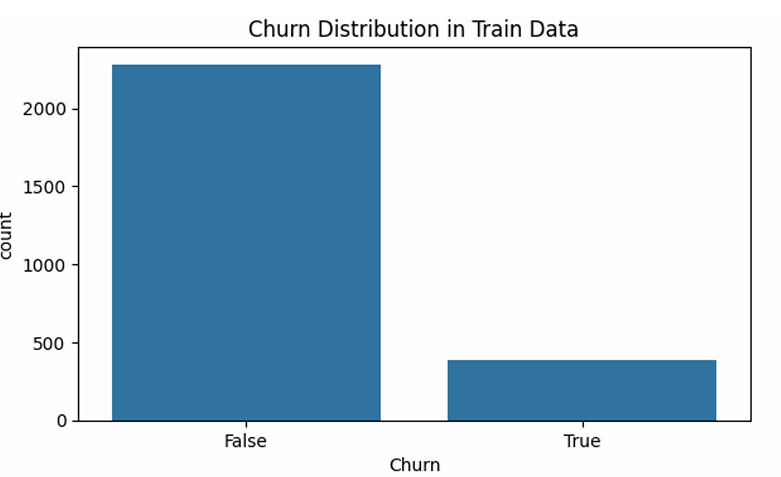 Churn Distribution in Train Data
2000
1500
1000
500
0
count
False
True
Churn